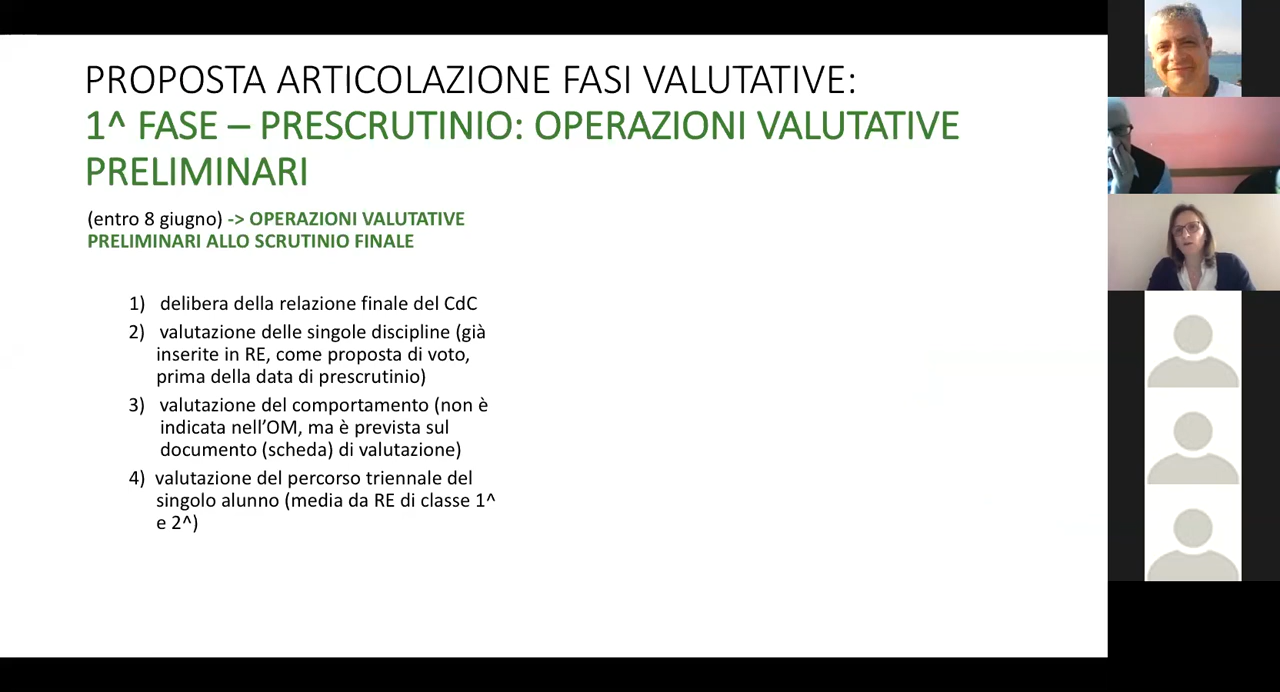 PROPOSTA ARTICOLAZIONE FASI VALUTATIVE:
1^ FASE – PRESCRUTINIO: OPERAZIONI VALUTATIVE
PRELIMINARI
(entro 8 giugno) -> OPERAZIONI VALUTATIVE
PRELIMINARI ALLO SCRUTINIO FINALE
1) delibera della relazione finale del CdC
2) valutazione delle singole discipline (già
inserite in RE, come proposta di voto,
prima della data di prescrutinio)
3) valutazione del comportamento (non è
indicata nell’OM, ma è prevista sul
documento (scheda) di valutazione)
4) valutazione del percorso triennale del
singolo alunno (media da RE di classe 1^
e 2^)